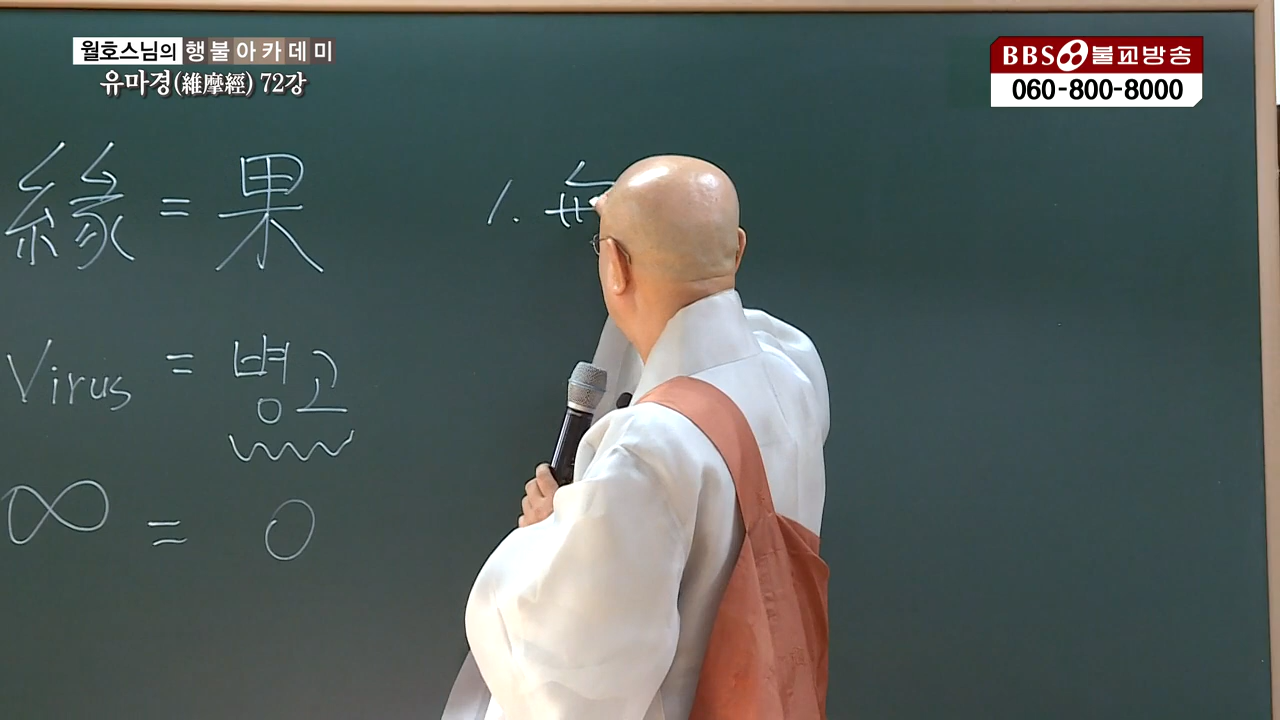 월호스님의 행불아카데미
유마경(維摩經) 72강
BBS 불교방송
060-800-8000
緣 = 果
1. 無
Virus = 병고
∞ = 0